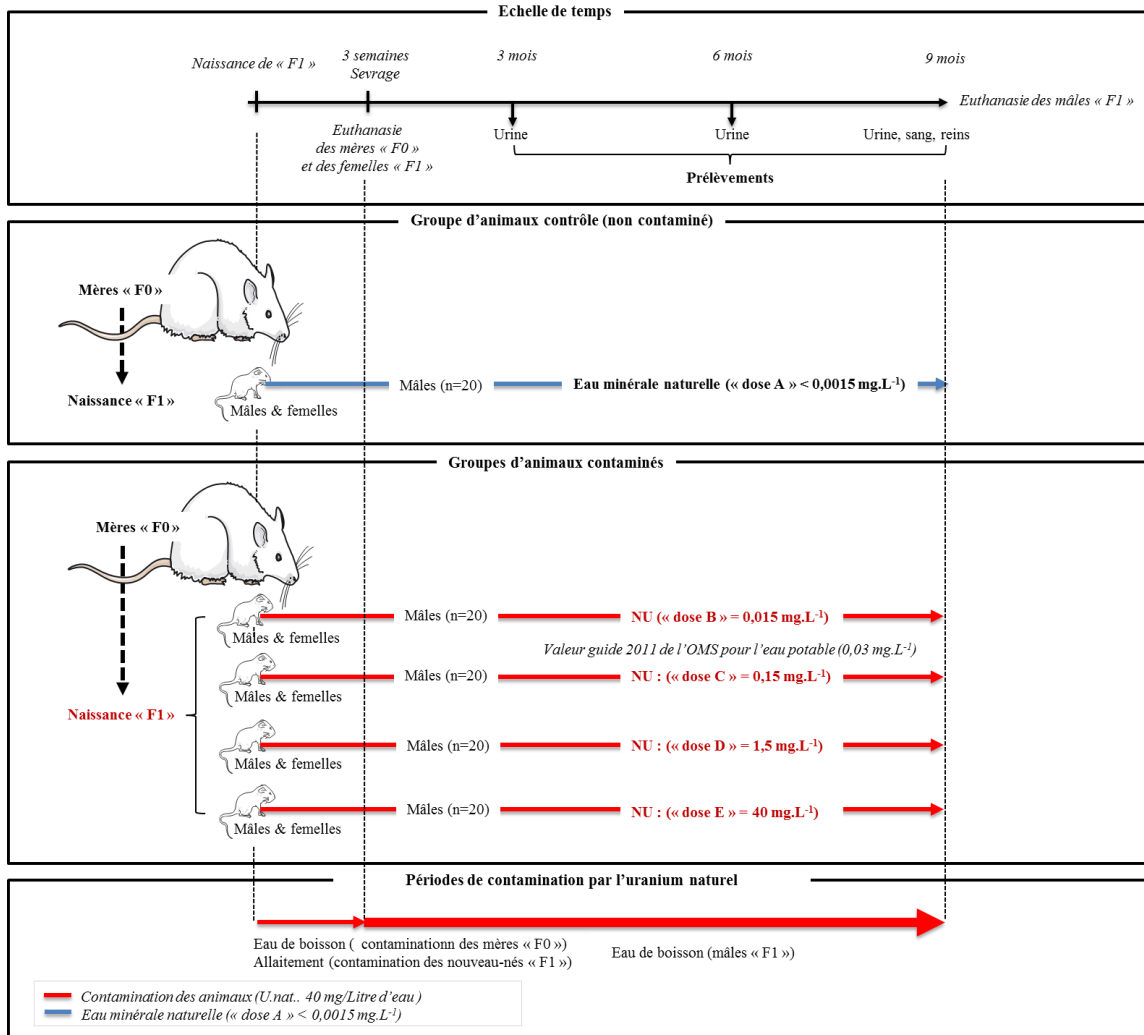 Echelle de temps
Naissance de « F1 »
3 semaines
Sevrage
3 mois
6 mois
9 mois
Euthanasie des mâles « F1 »
Euthanasie
des mères « F0 »
et des femelles « F1 »
Urine
Urine
Urine, sang, reins
Prélèvements
Groupe d’animaux contrôle (non contaminé)
Mères « F0 »
Naissance « F1 »
Mâles & femelles
Mâles (n=20)
Eau minérale naturelle (« dose A » < 0,0015 mg.L⁻¹)
Groupes d’animaux contaminés
Mères « F0 »
Mâles (n=20)
NU (« dose B » = 0,015 mg.L⁻¹)
Mâles & femelles
Valeur guide 2011 de l’OMS pour l’eau potable (0,03 mg.L⁻¹)
Mâles (n=20)
NU : (« dose C » = 0,15 mg.L⁻¹)
Mâles & femelles
Naissance « F1 »
Mâles (n=20)
NU : (« dose D » = 1,5 mg.L⁻¹)
Mâles & femelles
Mâles (n=20)
NU : (« dose E » = 40 mg.L⁻¹)
Mâles & femelles
Périodes de contamination par l’uranium naturel
Eau de boisson ( contaminationn des mères « F0 »)
Allaitement (contamination des nouveau-nés « F1 »)
Eau de boisson (mâles « F1 »)
Contamination des animaux (U.nat.. 40 mg/Litre d’eau )
Eau minérale naturelle (« dose A » < 0,0015 mg.L⁻¹)